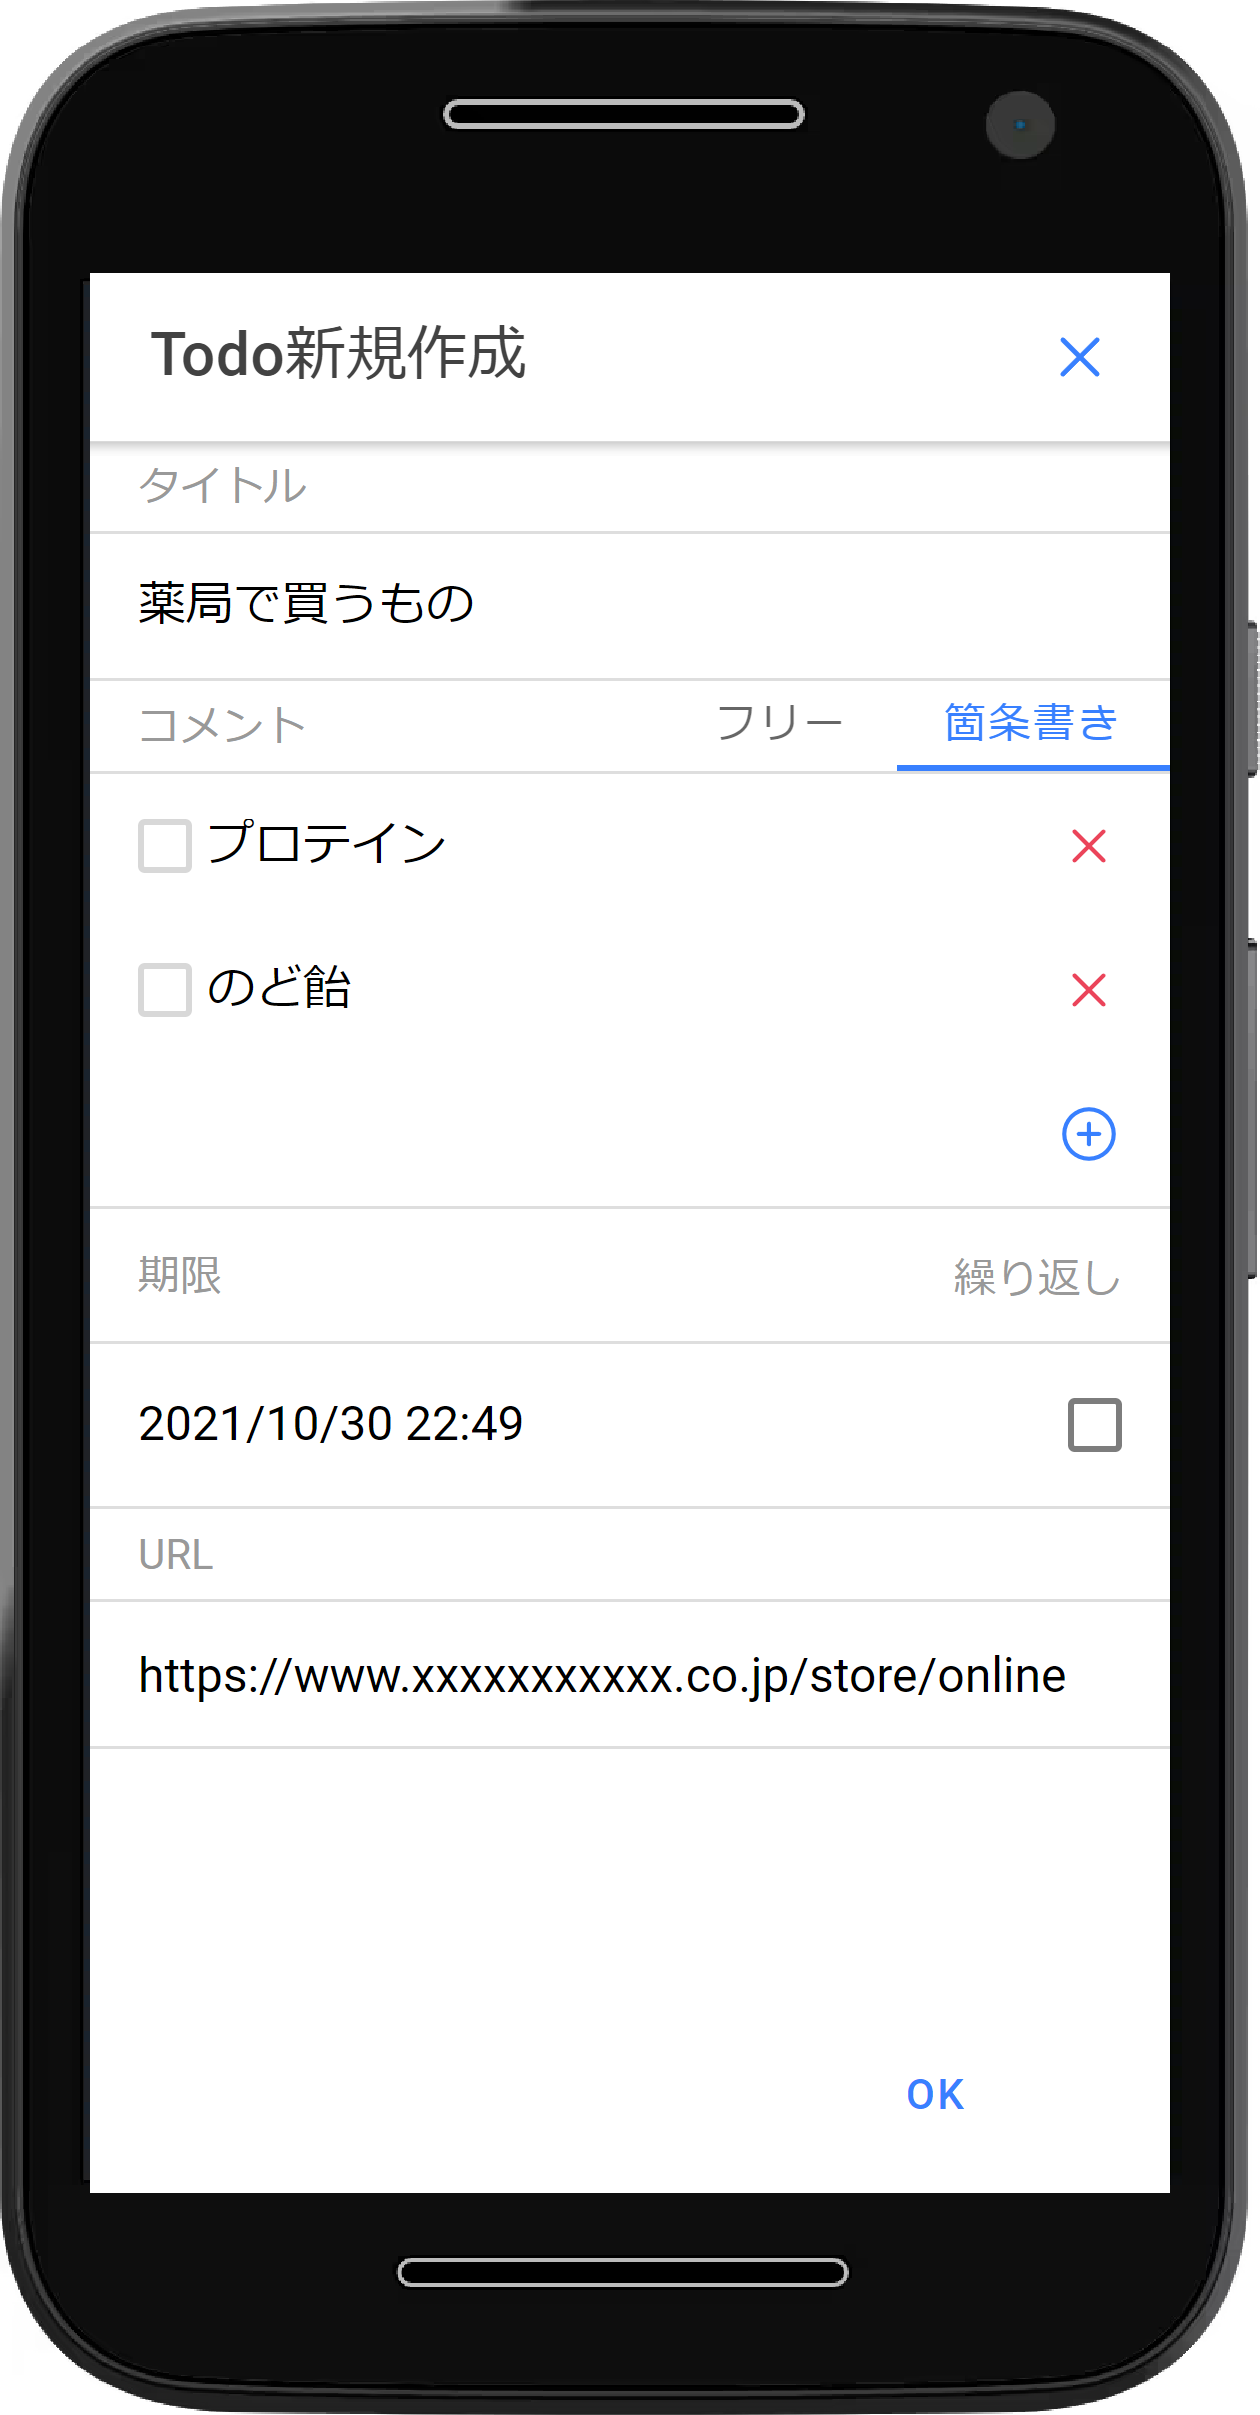 Todo新規作成
タイトル
薬局で買うもの
コメント フリー 箇条書き
プロテイン
のど飴
期限 繰り返し
2021/10/30 22:49
URL
https://www.xxxxxxxxxxx.co.jp/store/online
OK